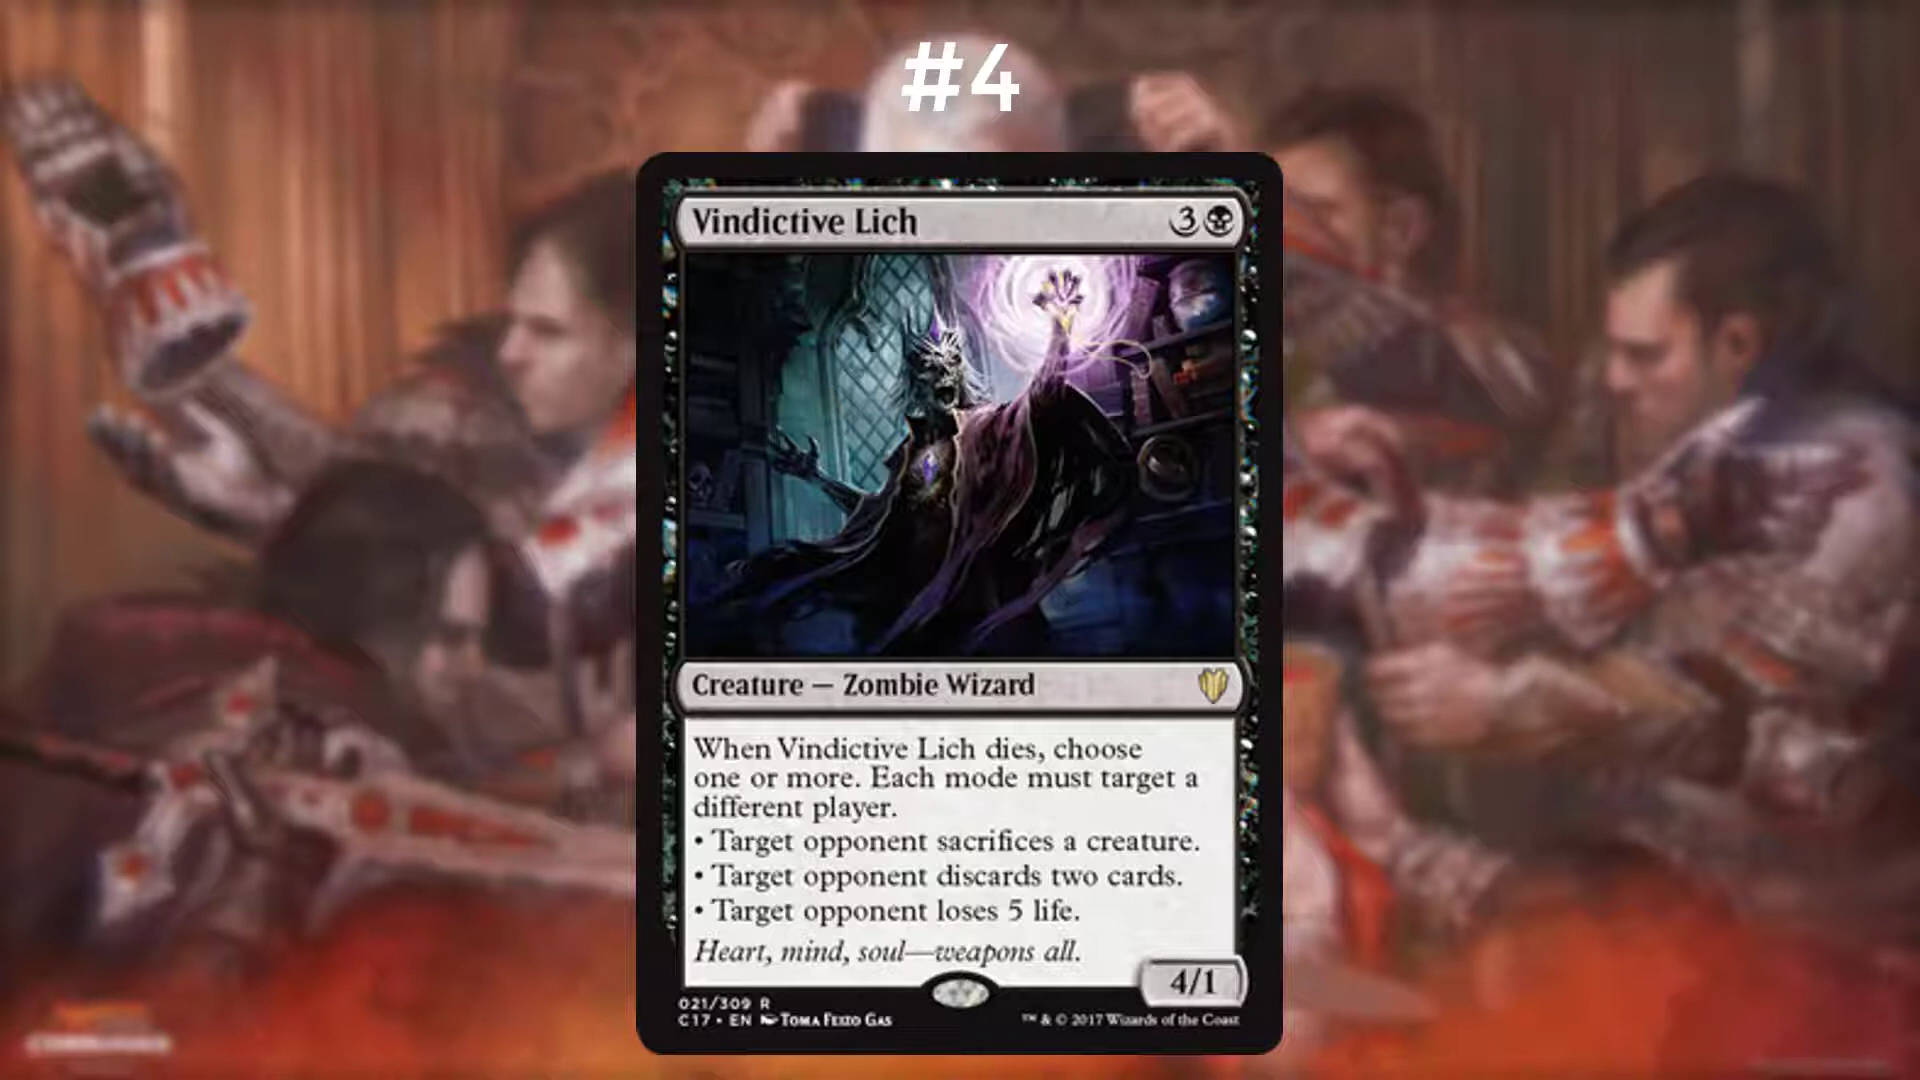 #4
Vindictive Lich 3
Creature — Zombie Wizard
When Vindictive Lich dies, choose
one or more. Each mode must target a
different player.
• Target opponent sacrifices a creature.
• Target opponent discards two cards.
• Target opponent loses 5 life.
Heart, mind, soul—weapons all.
4/1
021/309 R
C17 • EN Toma Feizo Gas
™ & © 2017 Wizards of the Coast